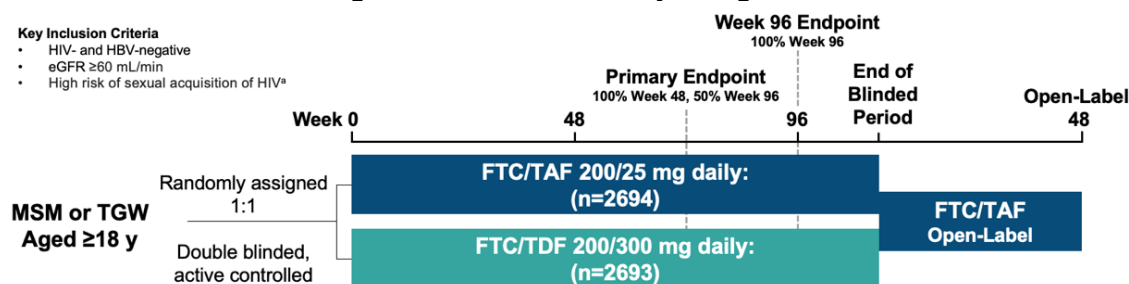 Key Inclusion Criteria
• HIV- and HBV-negative
• eGFR ≥60 mL/min
• High risk of sexual acquisition of HIVᵃ
Week 96 Endpoint
100% Week 96
Primary Endpoint
100% Week 48, 50% Week 96
End of
Blinded
Period
Open-Label
Week 0
48
96
48
Randomly assigned
1:1
MSM or TGW
Aged ≥18 y
Double blinded,
active controlled
FTC/TAF 200/25 mg daily:
(n=2694)
FTC/TDF 200/300 mg daily:
(n=2693)
FTC/TAF
Open-Label